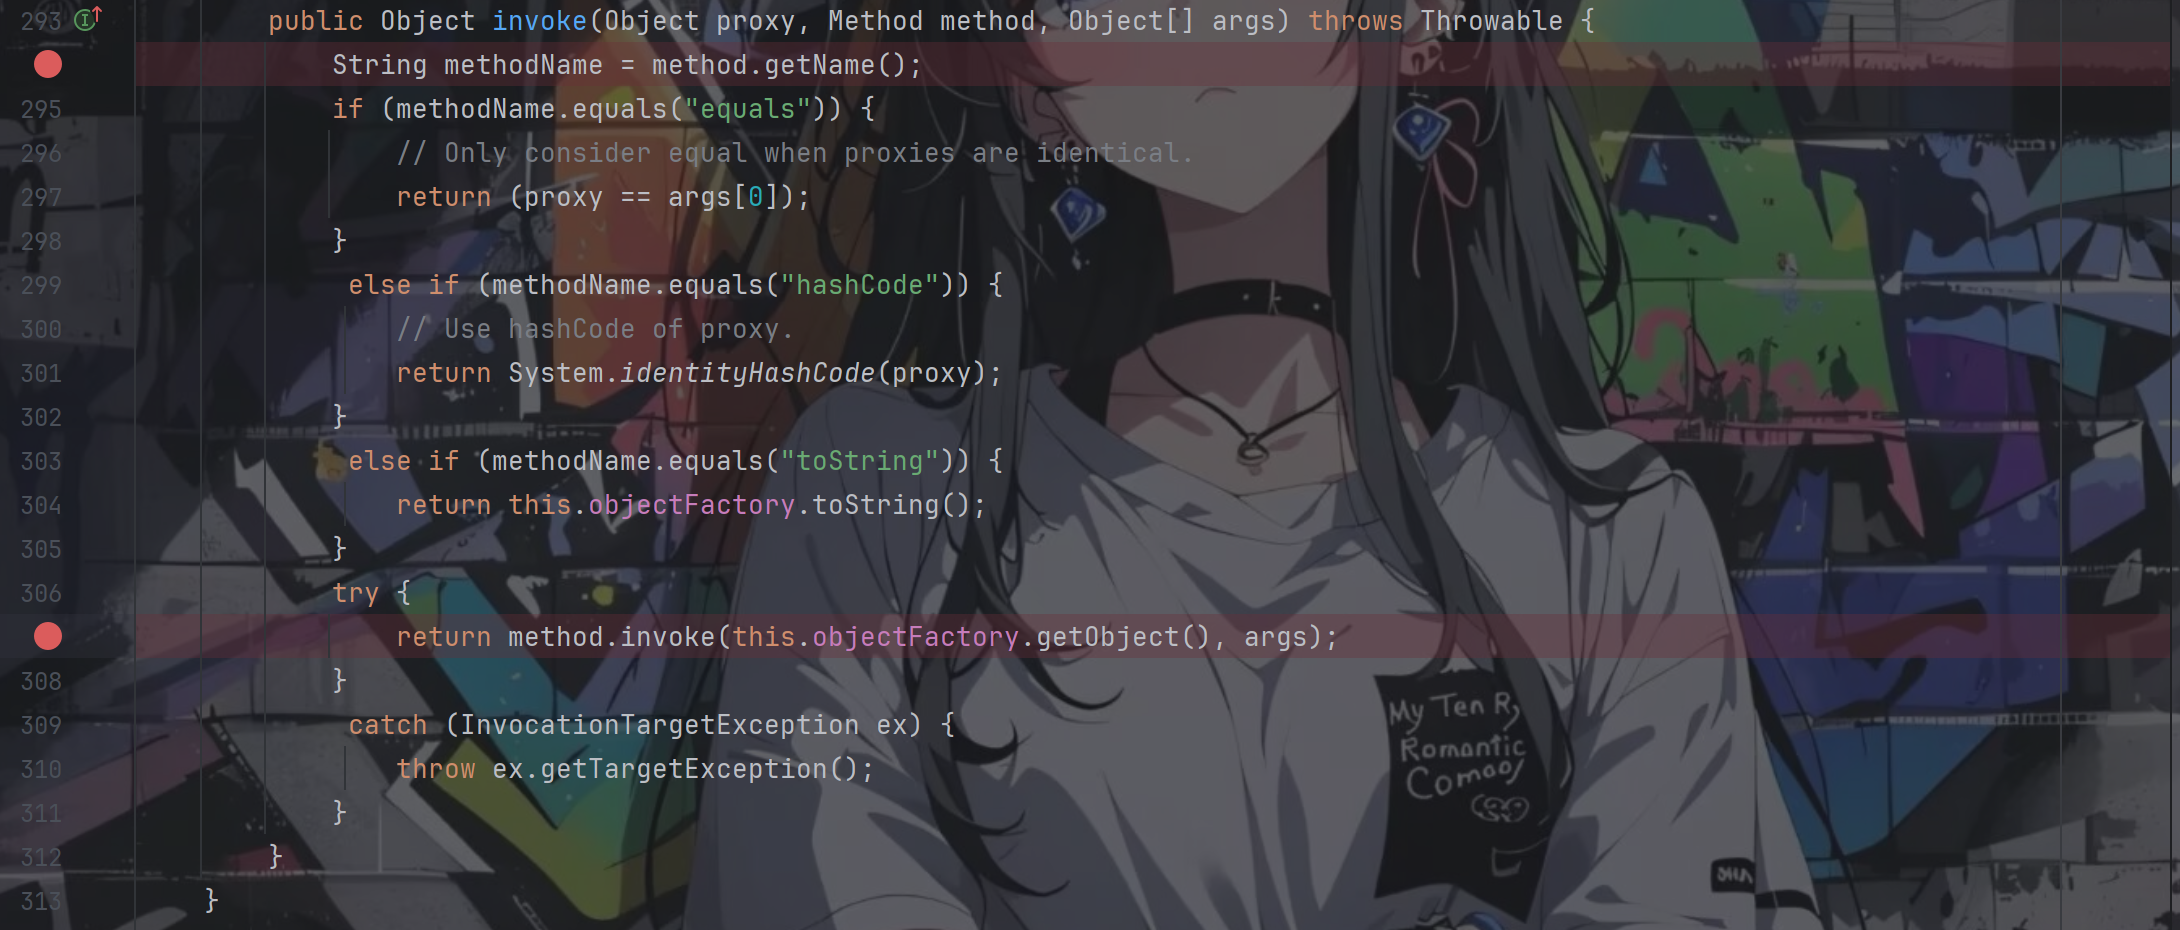 293 public Object invoke(Object proxy, Method method, Object[] args) throws Throwable {
String methodName = method.getName();
295 if (methodName.equals("equals")) {
296 // Only consider equal when proxies are identical.
297 return (proxy == args[0]);
298 }
299 else if (methodName.equals("hashCode")) {
300 // Use hashCode of proxy.
301 return System.identityHashCode(proxy);
302 }
303 else if (methodName.equals("toString")) {
304 return this.objectFactory.toString();
305 }
306 try {
return method.invoke(this.objectFactory.getObject(), args);
308 }
309 catch (InvocationTargetException ex) {
310 throw ex.getTargetException();
311 }
312 }
313 }
My Ten R
Romantic